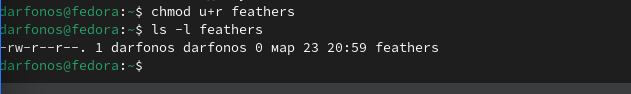 darfonos@fedora:~$ chmod u+r feathers
darfonos@fedora:~$ ls -l feathers
-rw-r--r--. 1 darfonos darfonos 0 мар 23 20:59 feathers
darfonos@fedora:~$